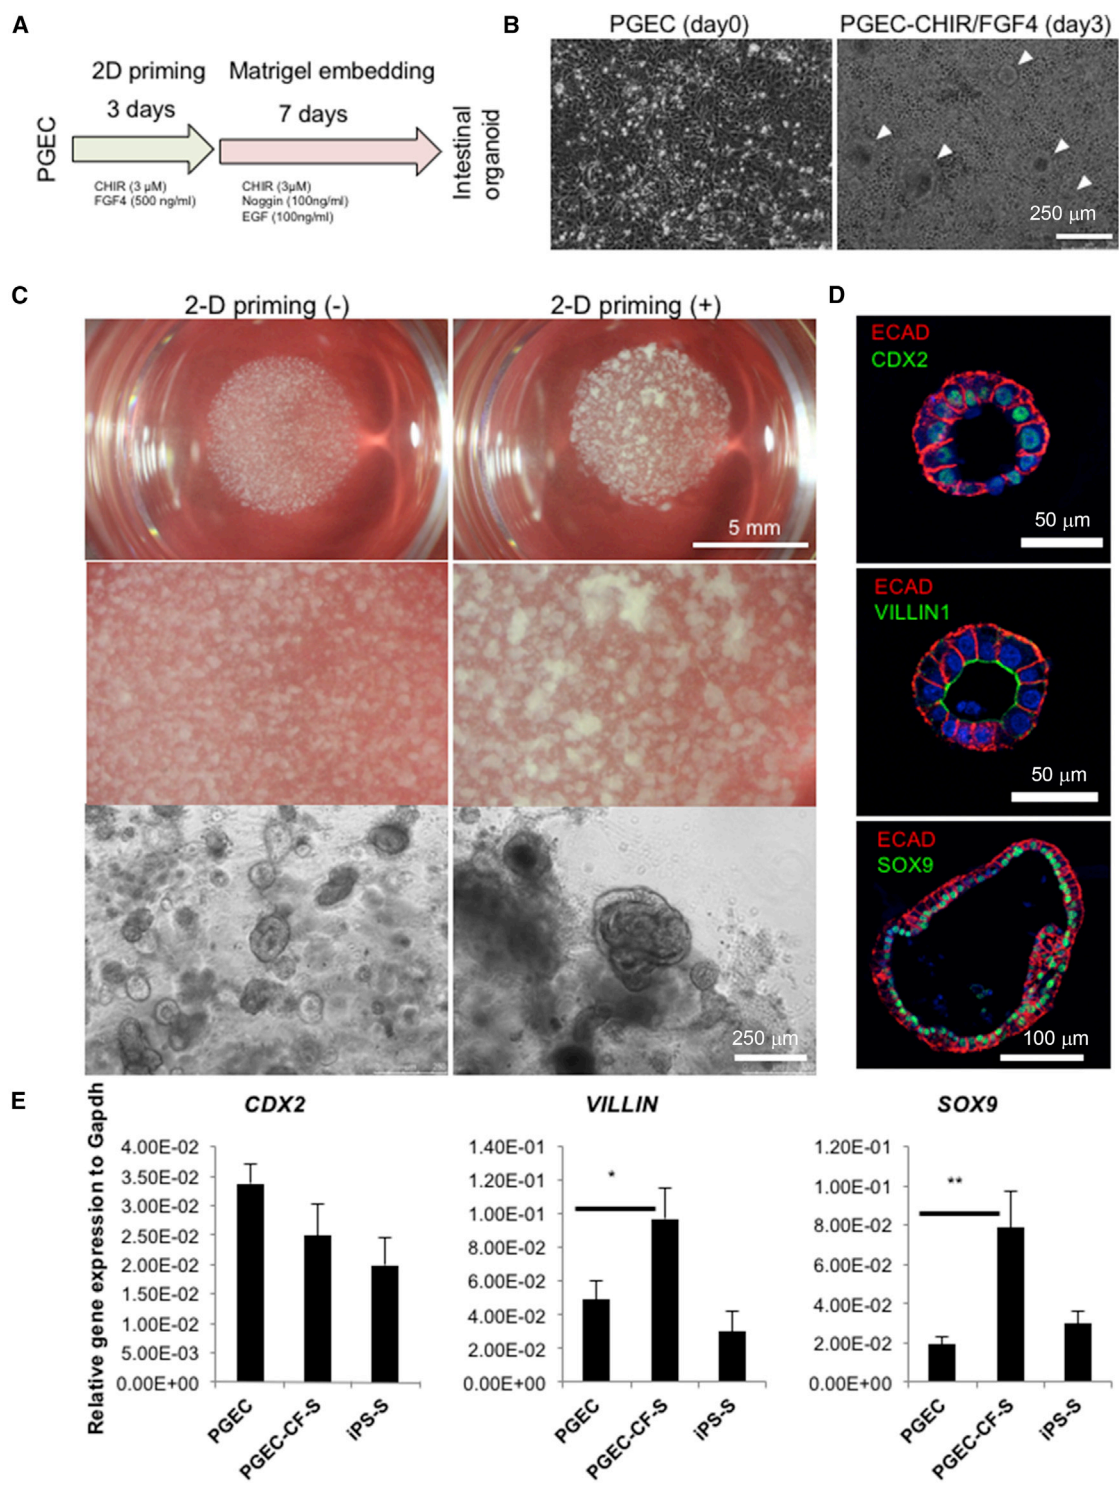 A
2D priming
Matrigel embedding
3 days
7 days
PGEC
Intestinal
organoid
CHIR (3 μM)
FGF4 (500 ng/ml)
CHIR (3μM)
Noggin (100ng/ml)
EGF (100ng/ml)
B
PGEC (day0)
PGEC-CHIR/FGF4 (day3)
250 μm
C
2-D priming (-)
2-D priming (+)
5 mm
250 μm
D
ECAD
CDX2
50 μm
ECAD
VILLIN1
50 μm
ECAD
SOX9
100 μm
E
Relative gene expression to Gapdh
CDX2
4.00E-02
3.50E-02
3.00E-02
2.50E-02
2.00E-02
1.50E-02
1.00E-02
5.00E-03
0.00E+00
PGEC
PGEC-CF-S
iPS-S
VILLIN
1.40E-01
1.20E-01
1.00E-01
8.00E-02
6.00E-02
4.00E-02
2.00E-02
0.00E+00
*
PGEC
PGEC-CF-S
iPS-S
SOX9
1.20E-01
1.00E-01
8.00E-02
6.00E-02
4.00E-02
2.00E-02
0.00E+00
**
PGEC
PGEC-CF-S
iPS-S